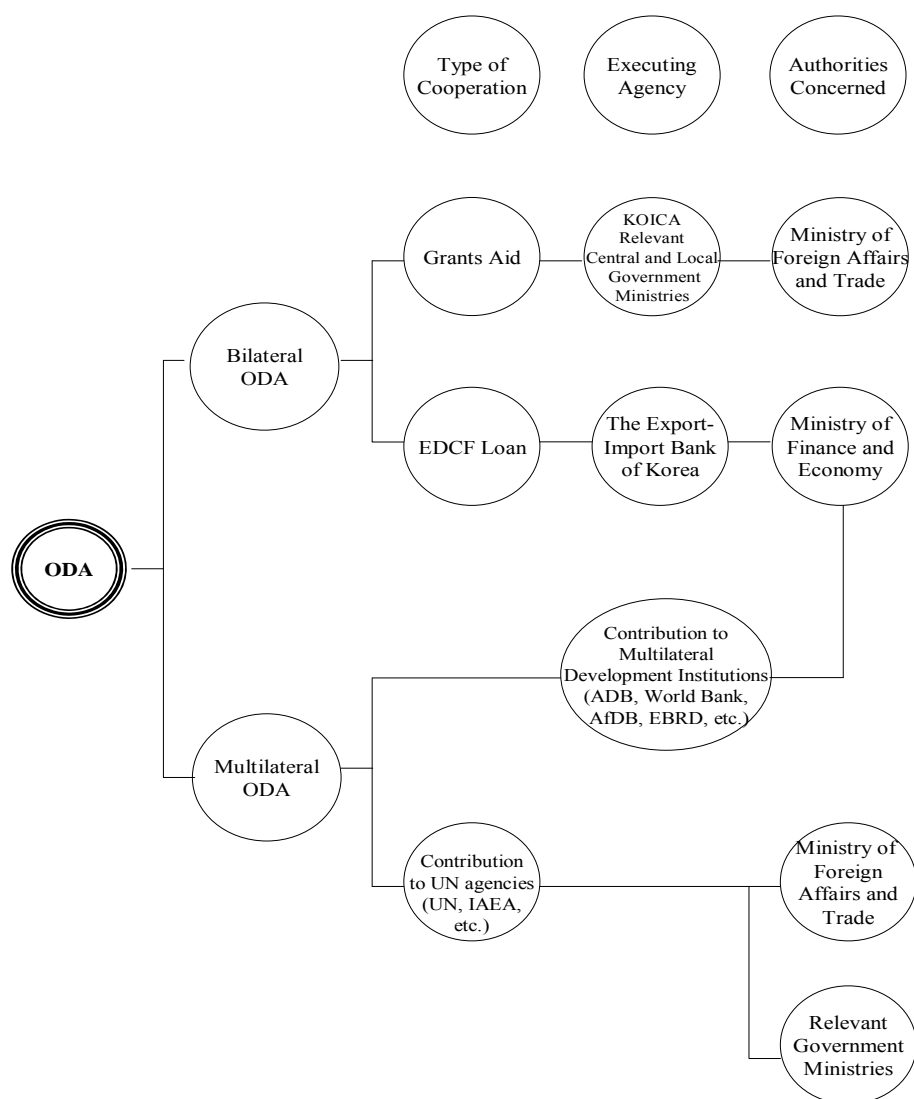 Type of
Cooperation
Executing
Agency
Authorities
Concerned
KOICA
Relevant
Central and Local
Government
Ministries
Grants Aid
Ministry of
Foreign Affairs
and Trade
Bilateral
ODA
EDCF Loan
The Export-
Import Bank
of Korea
Ministry of
Finance and
Economy
ODA
Contribution to
Multilateral
Development Institutions
(ADB, World Bank,
AfDB, EBRD, etc.)
Multilateral
ODA
Contribution
to UN agencies
(UN, IAEA,
etc.)
Ministry of
Foreign
Affairs and
Trade
Relevant
Government
Ministries